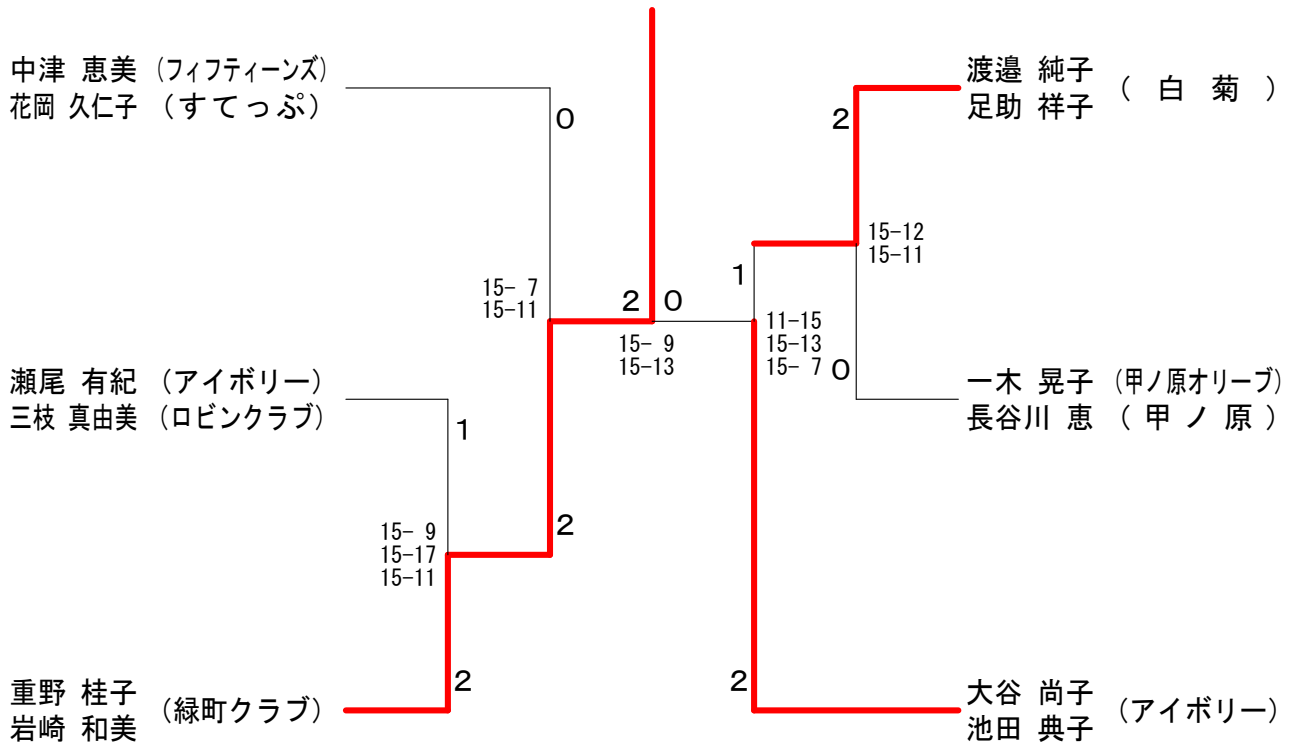 中津 恵美 (フィフティーンズ)
花岡 久仁子 (すてっぷ)
0
渡邉 純子
足助 祥子
(白菊)
2
15-12
15-11
1
15- 7
15-11
2 0
15- 9
15-13
11-15
15-13
15- 7
0
瀬尾 有紀 (アイボリー)
三枝 真由美 (ロビンクラブ)
1
一木 晃子 (甲ノ原オリーブ)
長谷川 恵 (甲ノ原)
15- 9
15-17
15-11
2
重野 桂子
岩崎 和美
(緑町クラブ)
2
2
大谷 尚子
池田 典子
(アイボリー)